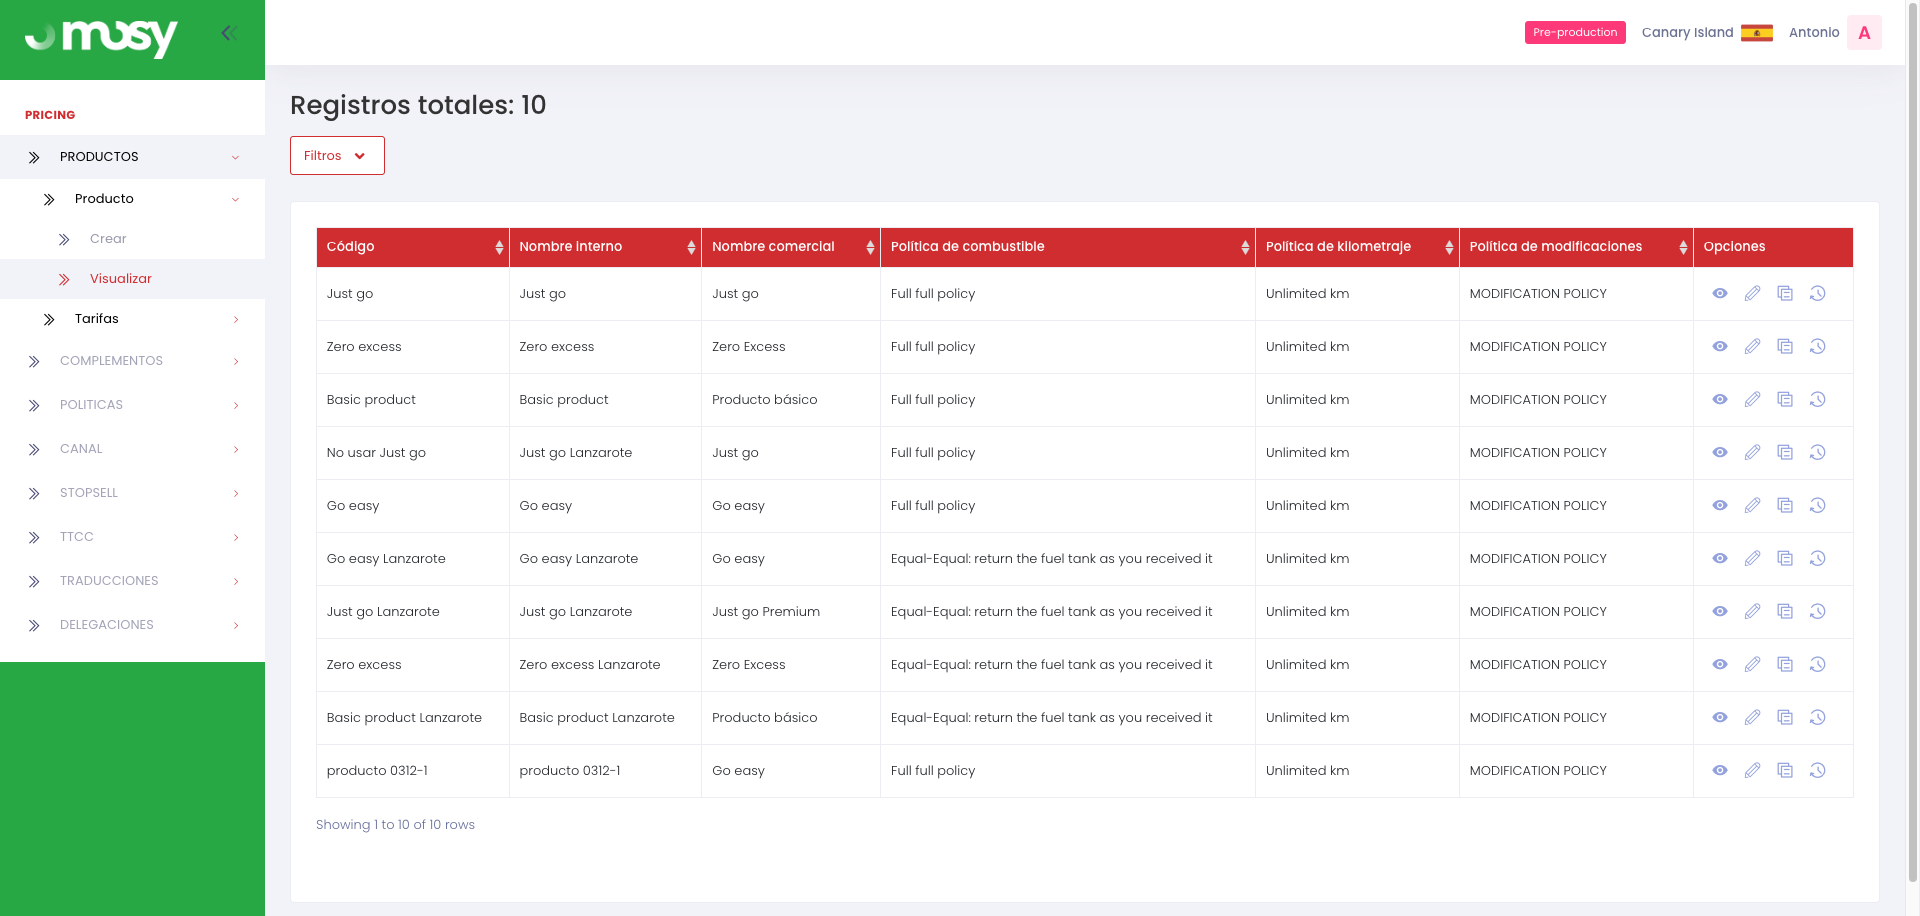 mosy
Pre-production Canary Island Antonio A
PRICING
PRODUCTOS
Producto
Crear
Visualizar
Tarifas
COMPLEMENTOS
POLITICAS
CANAL
STOPSELL
TTCC
TRADUCCIONES
DELEGACIONES
Registros totales: 10
Filtros
Código Nombre interno Nombre comercial Política de combustible Política de kilometraje Política de modificaciones Opciones
Just go Just go Just go Full full policy Unlimited km MODIFICATION POLICY
Zero excess Zero excess Zero Excess Full full policy Unlimited km MODIFICATION POLICY
Basic product Basic product Producto básico Full full policy Unlimited km MODIFICATION POLICY
No usar Just go Just go Lanzarote Just go Full full policy Unlimited km MODIFICATION POLICY
Go easy Go easy Go easy Full full policy Unlimited km MODIFICATION POLICY
Go easy Lanzarote Go easy Lanzarote Go easy Equal-Equal: return the fuel tank as you received it Unlimited km MODIFICATION POLICY
Just go Lanzarote Just go Lanzarote Just go Premium Equal-Equal: return the fuel tank as you received it Unlimited km MODIFICATION POLICY
Zero excess Zero excess Lanzarote Zero Excess Equal-Equal: return the fuel tank as you received it Unlimited km MODIFICATION POLICY
Basic product Lanzarote Basic product Lanzarote Producto básico Equal-Equal: return the fuel tank as you received it Unlimited km MODIFICATION POLICY
producto 0312-1 producto 0312-1 Go easy Full full policy Unlimited km MODIFICATION POLICY
Showing 1 to 10 of 10 rows